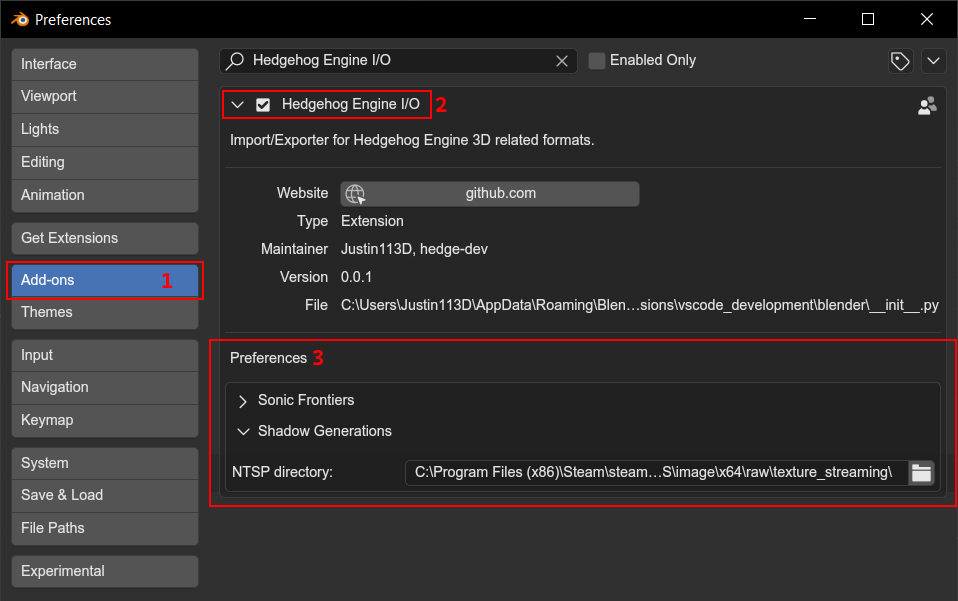 Preferences
Interface
Viewport
Lights
Editing
Animation
Get Extensions
Add-ons 1
Themes
Input
Navigation
Keymap
System
Save & Load
File Paths
Experimental
Hedgehog Engine I/O
Enabled Only
Hedgehog Engine I/O 2
Import/Exporter for Hedgehog Engine 3D related formats.
Website github.com
Type Extension
Maintainer Justin113D, hedge-dev
Version 0.0.1
File C:\Users\Justin113D\AppData\Roaming\Blen…sions\vscode_development\blender\__init__.py
Preferences 3
Sonic Frontiers
Shadow Generations
NTSP directory: C:\Program Files (x86)\Steam\steam…S\image\x64\raw\texture_streaming\